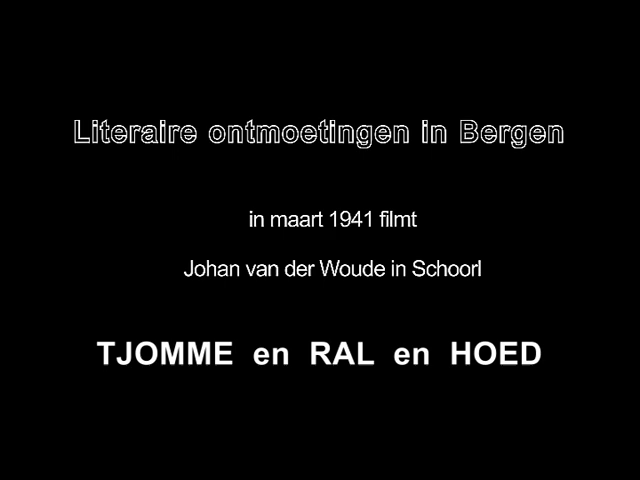 Literaire ontmoetingen in Bergen
in maart 1941 filmt
Johan van der Woude in Schoorl
TJOMME en RAL en HOED